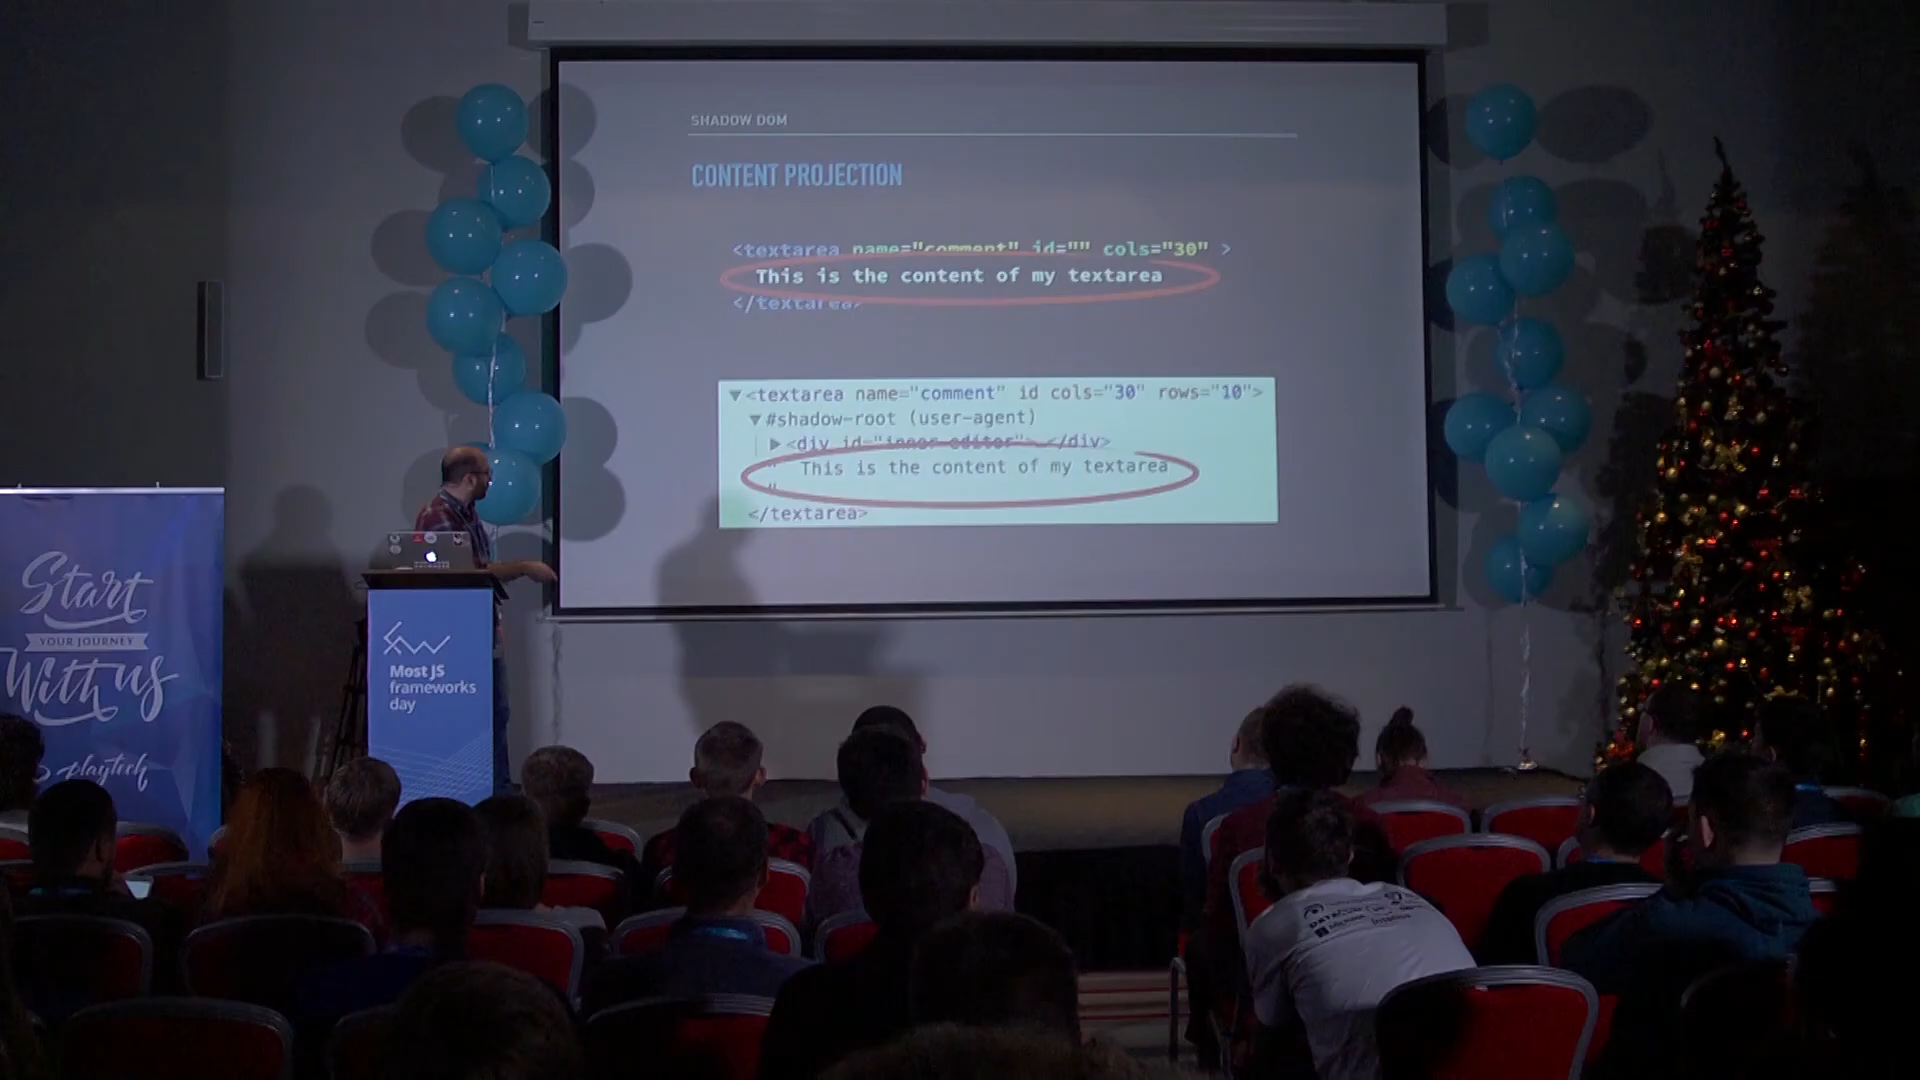 SHADOW DOM
CONTENT PROJECTION
<textarea name="comment" id="" cols="30" >
This is the content of my textarea
</textarea>
▼<textarea name="comment" id cols="30" rows="10">
▼#shadow-root (user-agent)
▶<div id="inner-editor">…</div>
" This is the content of my textarea
"
</textarea>
Start
YOUR JOURNEY
With us
playtech
Most JS
frameworks
day